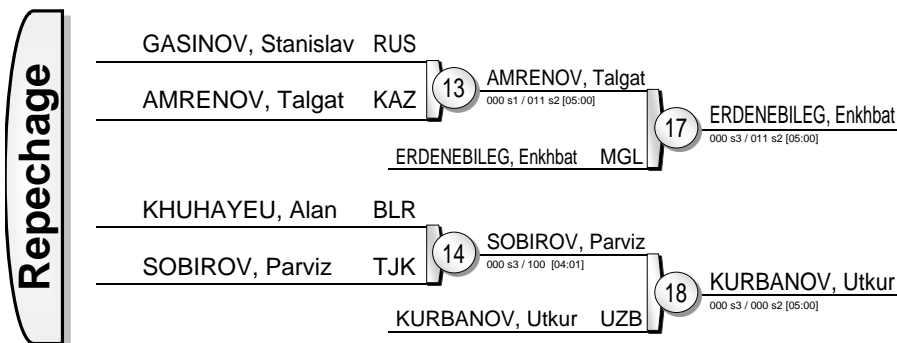 Repechage
GASINOV, Stanislav RUS
AMRENOV, Talgat KAZ
13
AMRENOV, Talgat
000 s1 / 011 s2 [05:00]
ERDENEBILEG, Enkhbat MGL
17
ERDENEBILEG, Enkhbat
000 s3 / 011 s2 [05:00]
KHUHAYEU, Alan BLR
SOBIROV, Parviz TJK
14
SOBIROV, Parviz
000 s3 / 100 [04:01]
KURBANOV, Utkur UZB
18
KURBANOV, Utkur
000 s3 / 000 s2 [05:00]